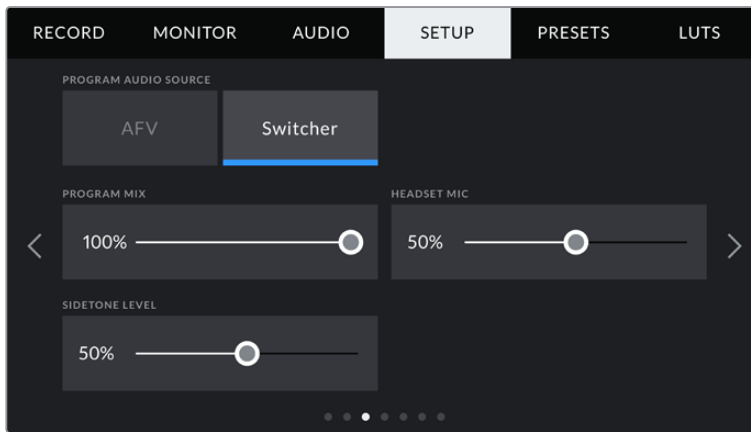 RECORD MONITOR AUDIO SETUP PRESETS LUTS
PROGRAM AUDIO SOURCE
AFV Switcher
PROGRAM MIX HEADSET MIC
100% 50%
SIDETONE LEVEL
50%